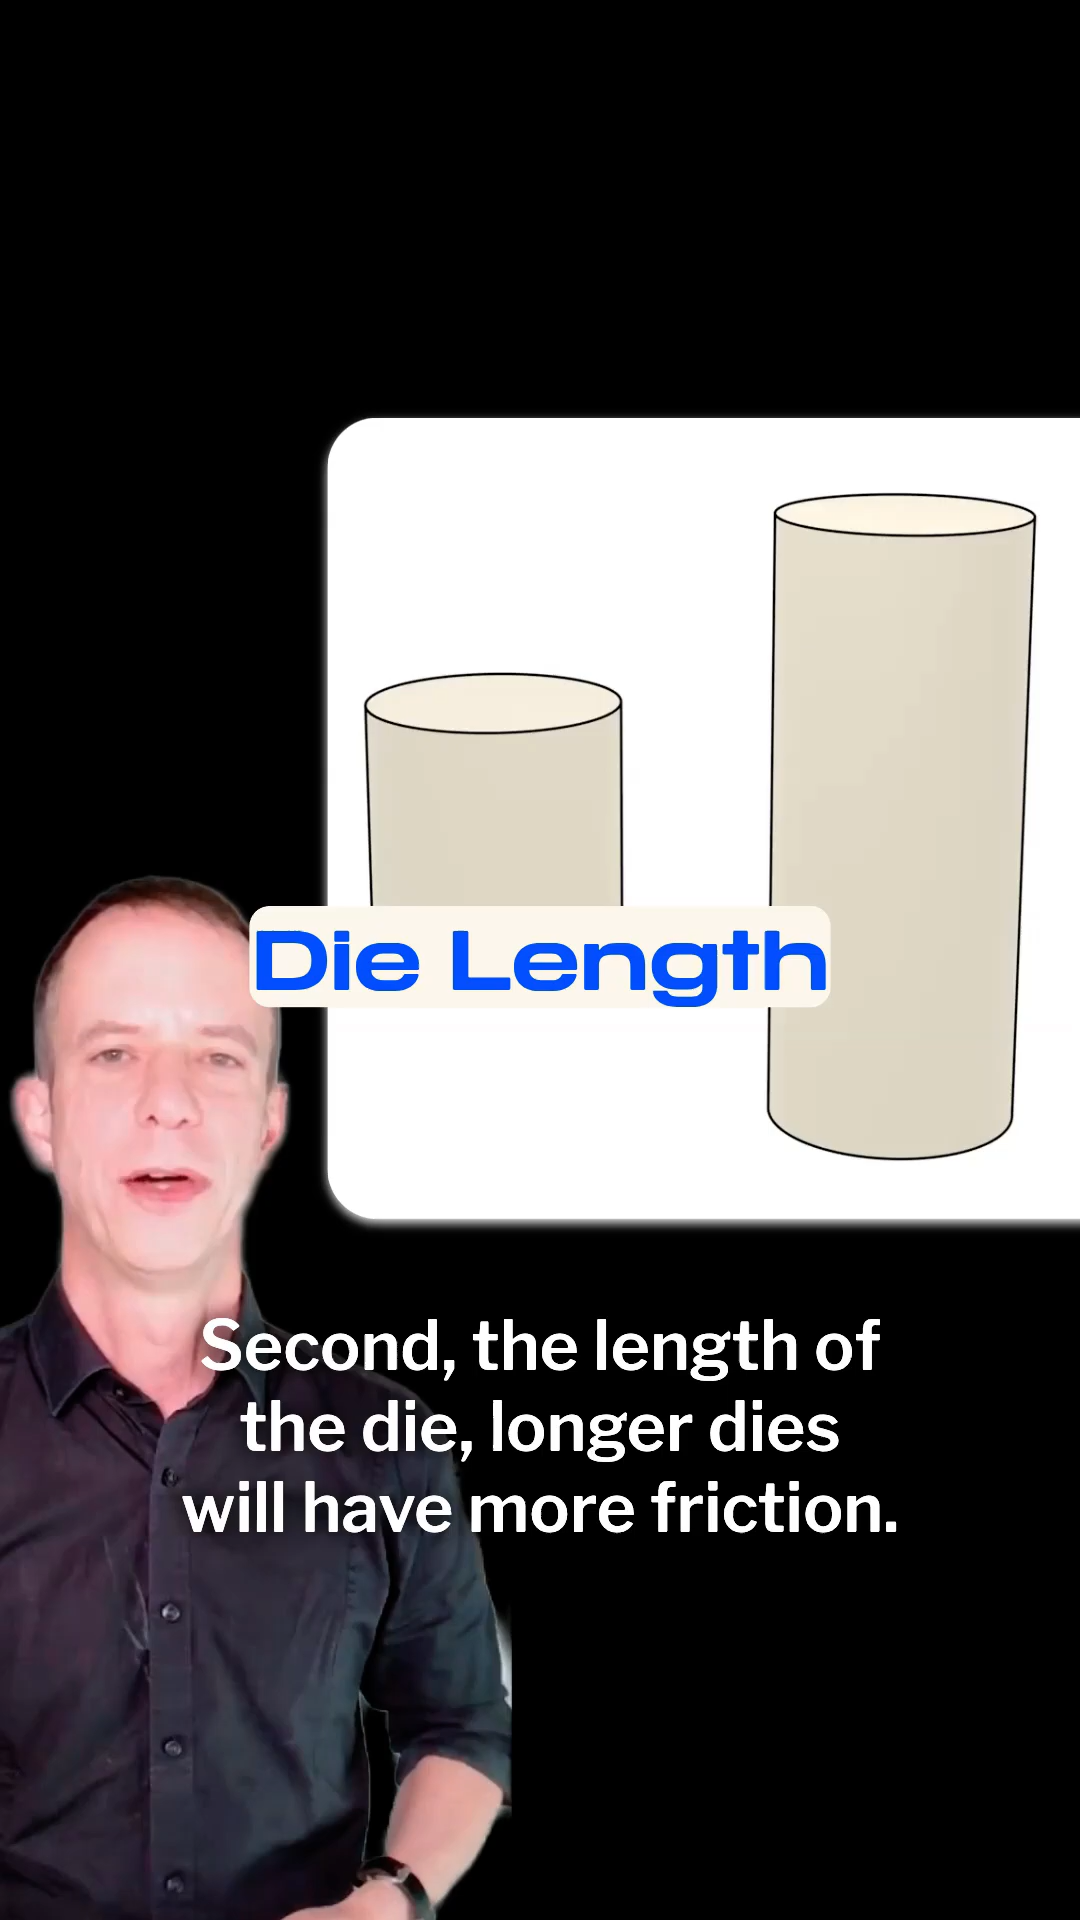 Die Length
Second, the length of
the die, longer dies
will have more friction.